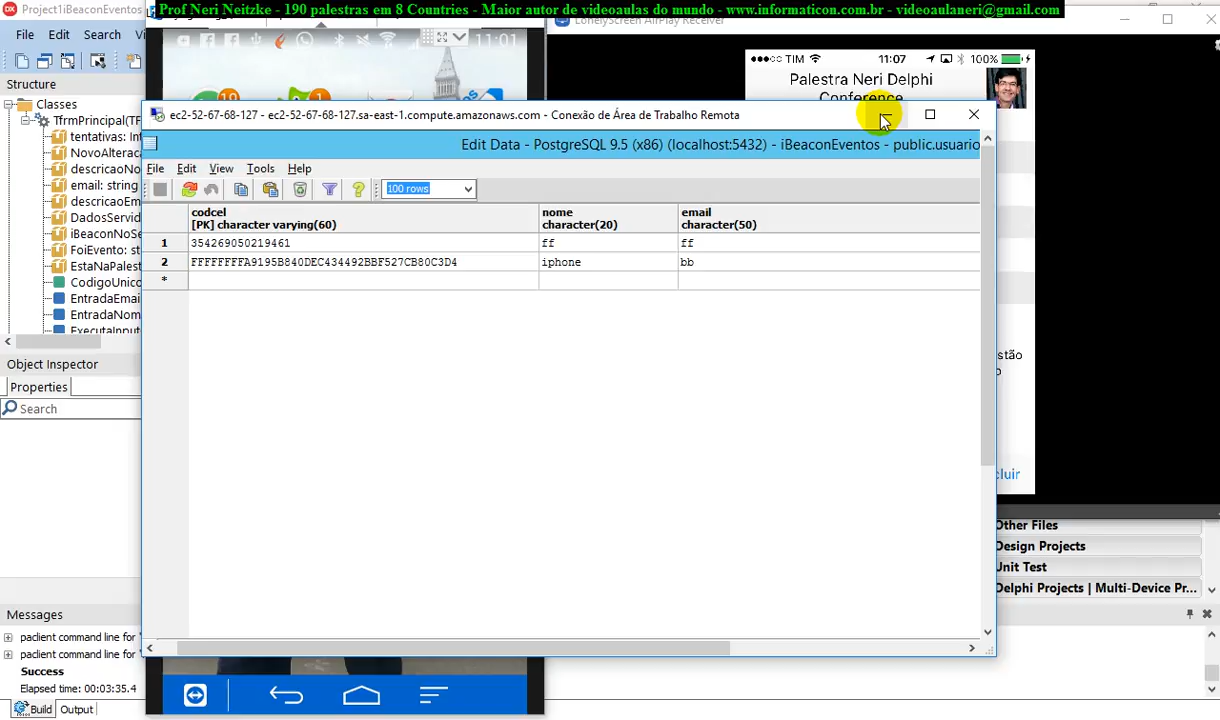 Prof Neri Neitzke - 190 palestras em 8 Countries - Maior autor de videoaulas do mundo - www.informaticon.com.br - videoaulaneri@gmail.com
Project1iBeaconEventos
LonelyScreen AirPlay Receiver
File Edit Search
11:01
TIM 11:07 100%
Palestra Neri Delphi
Conference
Structure
Classes
TfrmPrincipal(TF
tentativas: Int
NovoAlterac
descricaoNo
email: string
descricaoEm
DadosServid
iBeaconNoSe
FoiEvento: st
EstaNaPalest
CodigoUnico
EntradaEmai
EntradaNom
ExecutaInput
ec2-52-67-68-127 - ec2-52-67-68-127.sa-east-1.compute.amazonaws.com - Conexão de Área de Trabalho Remota
Edit Data - PostgreSQL 9.5 (x86) (localhost:5432) - iBeaconEventos - public.usuario
File Edit View Tools Help
100 rows
codcel nome email
[PK] character varying(60) character(20) character(50)
1 354269050219461 ff ff
2 FFFFFFFFA9195B840DEC434492BBF527CB80C3D4 iphone bb
*
Object Inspector
Properties
Search
stão
o
luir
Other Files
Design Projects
Unit Test
Delphi Projects | Multi-Device Pr...
Messages
paclient command line for
paclient command line for
Success
Elapsed time: 00:03:35.4
Build Output